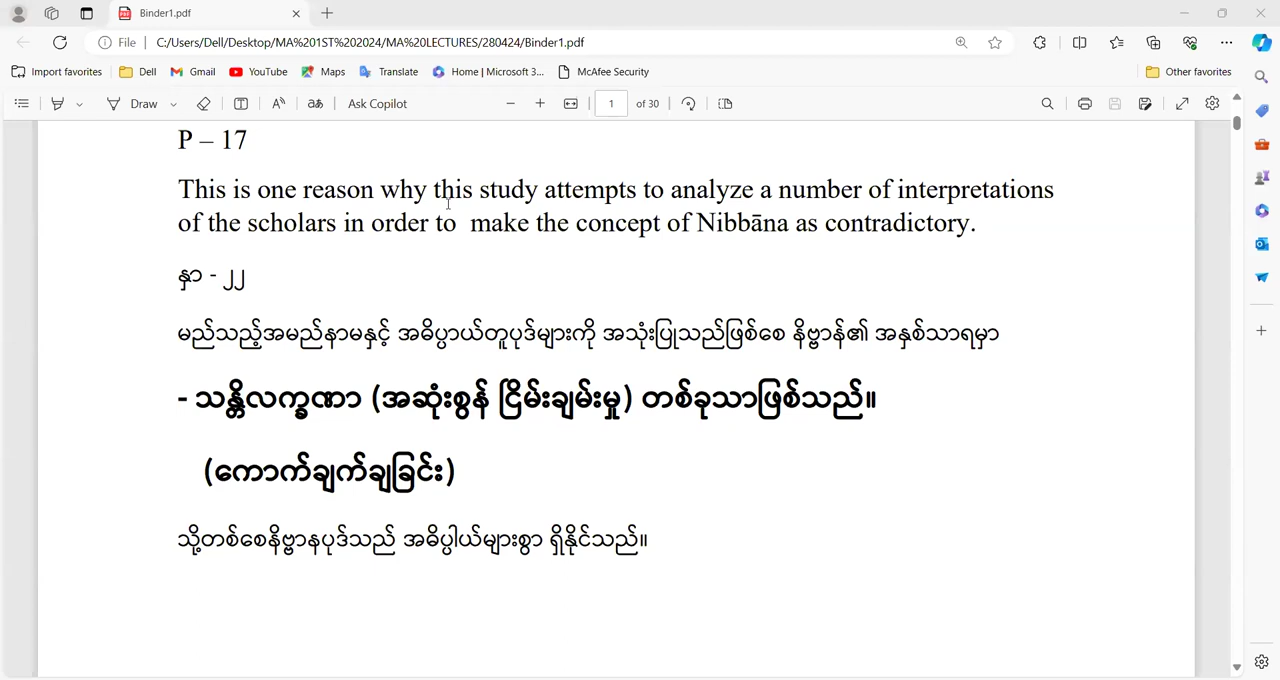 Binder1.pdf
File
C:/Users/Dell/Desktop/MA%201ST%202024/MA%20LECTURES/280424/Binder1.pdf
Import favorites Dell Gmail YouTube Maps Translate Home | Microsoft 3... McAfee Security Other favorites
Draw Ask Copilot 1 of 30
P – 17
This is one reason why this study attempts to analyze a number of interpretations
of the scholars in order to make the concept of Nibbāna as contradictory.
နှာ - ၂၂
မည်သည့်အမည်နာမနှင့် အဓိပ္ပာယ်တူပုဒ်များကို အသုံးပြုသည်ဖြစ်စေ နိဗ္ဗာန်၏ အနှစ်သာရမှာ
- သန္တိလက္ခဏာ (အဆုံးစွန် ငြိမ်းချမ်းမှု) တစ်ခုသာဖြစ်သည်။
(ကောက်ချက်ချခြင်း)
သို့တစ်စေနိဗ္ဗာနပုဒ်သည် အဓိပ္ပါယ်များစွာ ရှိနိုင်သည်။